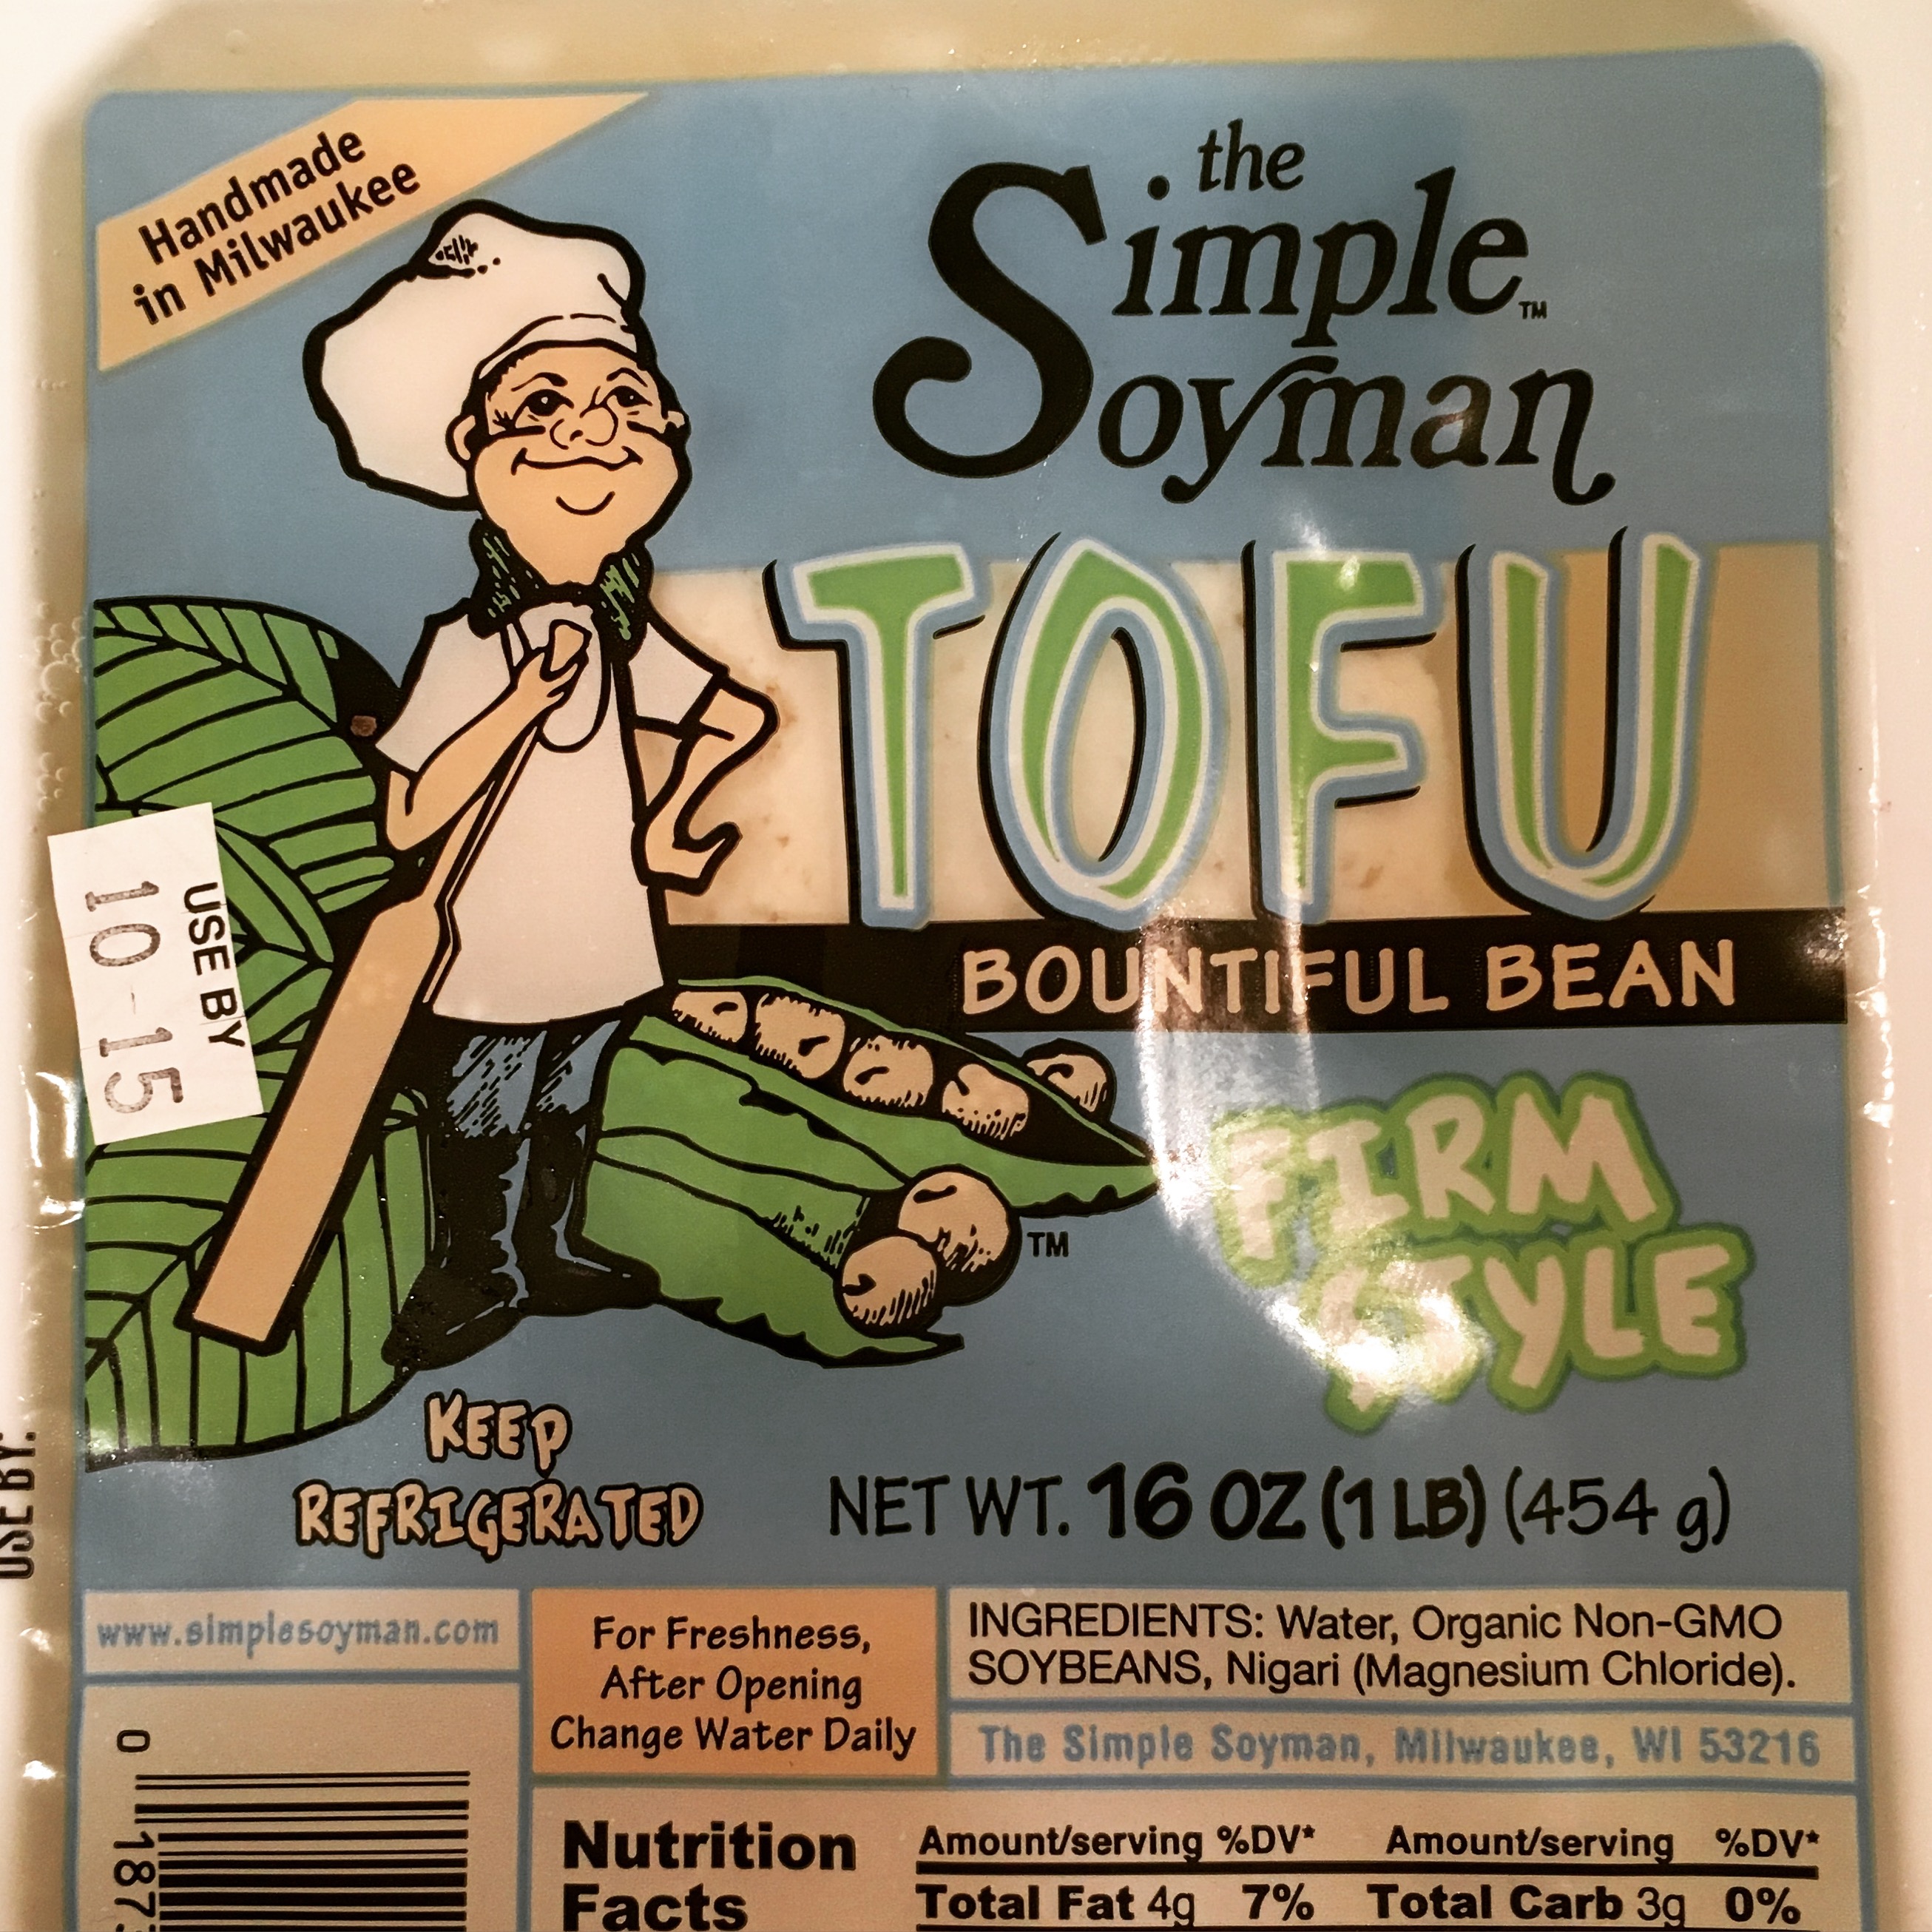 Handmade
in Milwaukee
the
Simple™
Soyman
TOFU
BOUNTIFUL BEAN
USE BY
10-15
FIRM
STYLE
TM
KEEP
REFRIGERATED
NET WT. 16 OZ (1 LB) (454 g)
USE BY:
www.simplesoyman.com
For Freshness,
After Opening
Change Water Daily
INGREDIENTS: Water, Organic Non-GMO
SOYBEANS, Nigari (Magnesium Chloride).
The Simple Soyman, Milwaukee, WI 53216
0
Nutrition
Facts
Amount/serving %DV*
Total Fat 4g 7%
Amount/serving %DV*
Total Carb 3g 0%